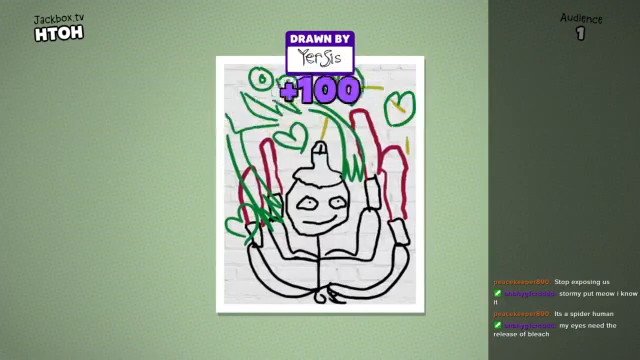 Jackbox.tv
HTOH
Audience
1
DRAWN BY
YerSis
+100
Stop exposing us
stormy put meow i know
it
Its a spider human
my eyes need the
release of bleach